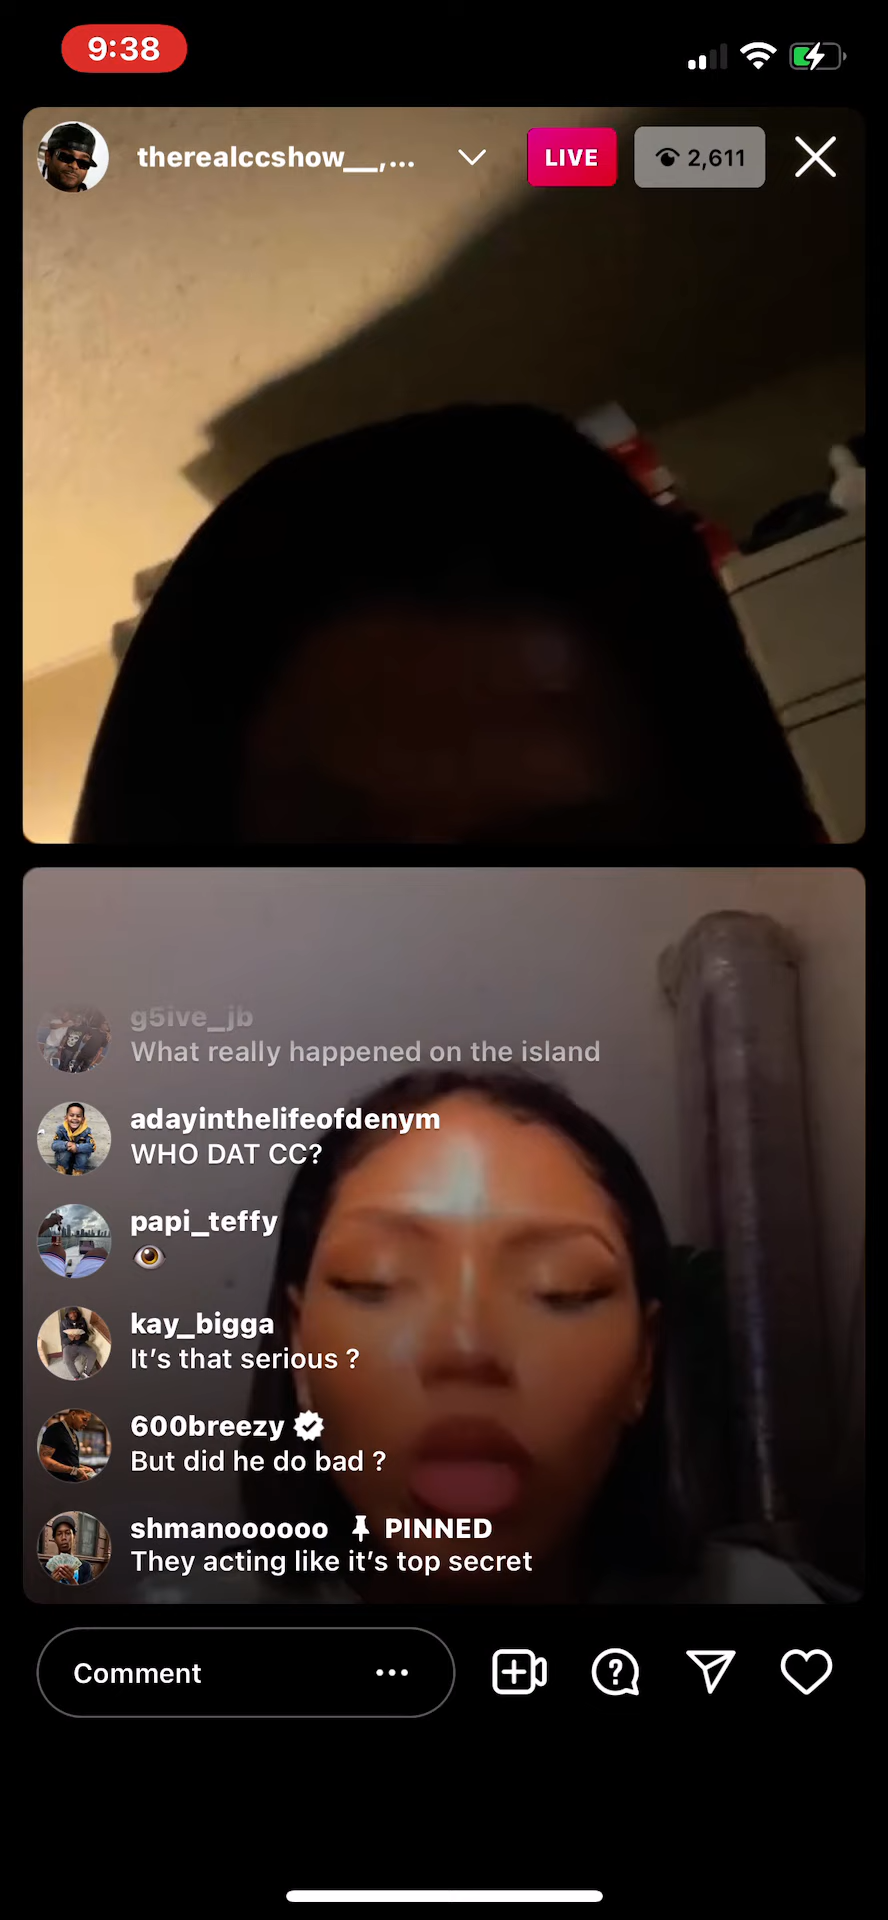 9:38
therealccshow__,...
LIVE
2,611
g5ive_jb
What really happened on the island
adayinthelifeofdenym
WHO DAT CC?
papi_teffy
👁️
kay_bigga
It's that serious ?
600breezy
But did he do bad ?
shmanoooooo PINNED
They acting like it's top secret
Comment ...